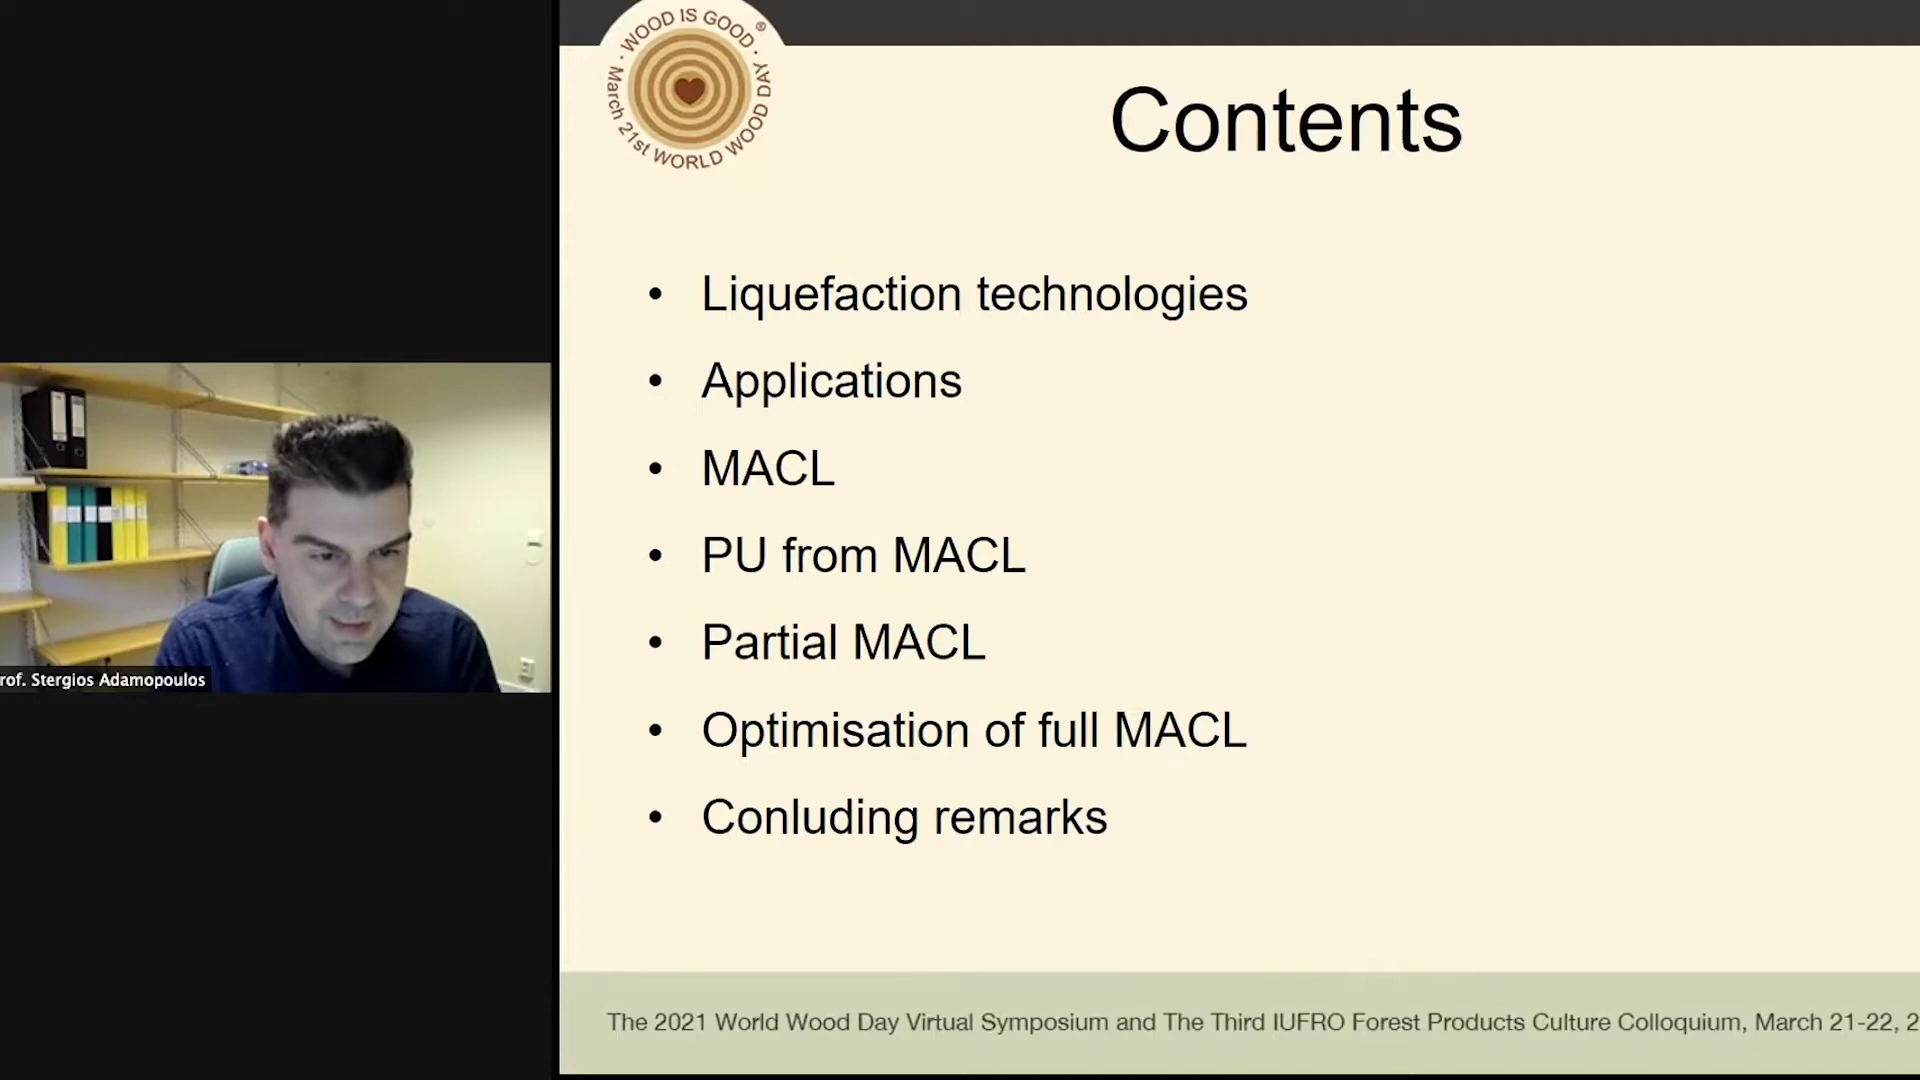 WOOD IS GOOD ®
March 21st WORLD WOOD DAY
Contents
• Liquefaction technologies
• Applications
• MACL
• PU from MACL
• Partial MACL
• Optimisation of full MACL
• Conluding remarks
rof. Stergios Adamopoulos
The 2021 World Wood Day Virtual Symposium and The Third IUFRO Forest Products Culture Colloquium, March 21-22, 2